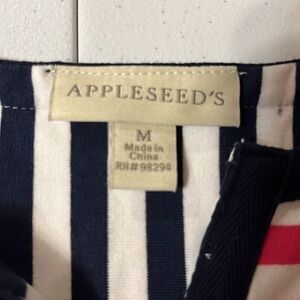 APPLESEED'S
M
Made in
China
RN# 98294